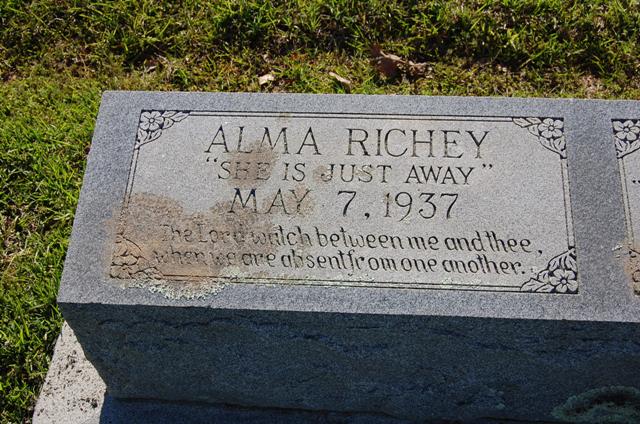 ALMA RICHEY
"SHE IS JUST AWAY"
MAY 7, 1937
The Lord watch between me and thee,
when we are absent from one another.